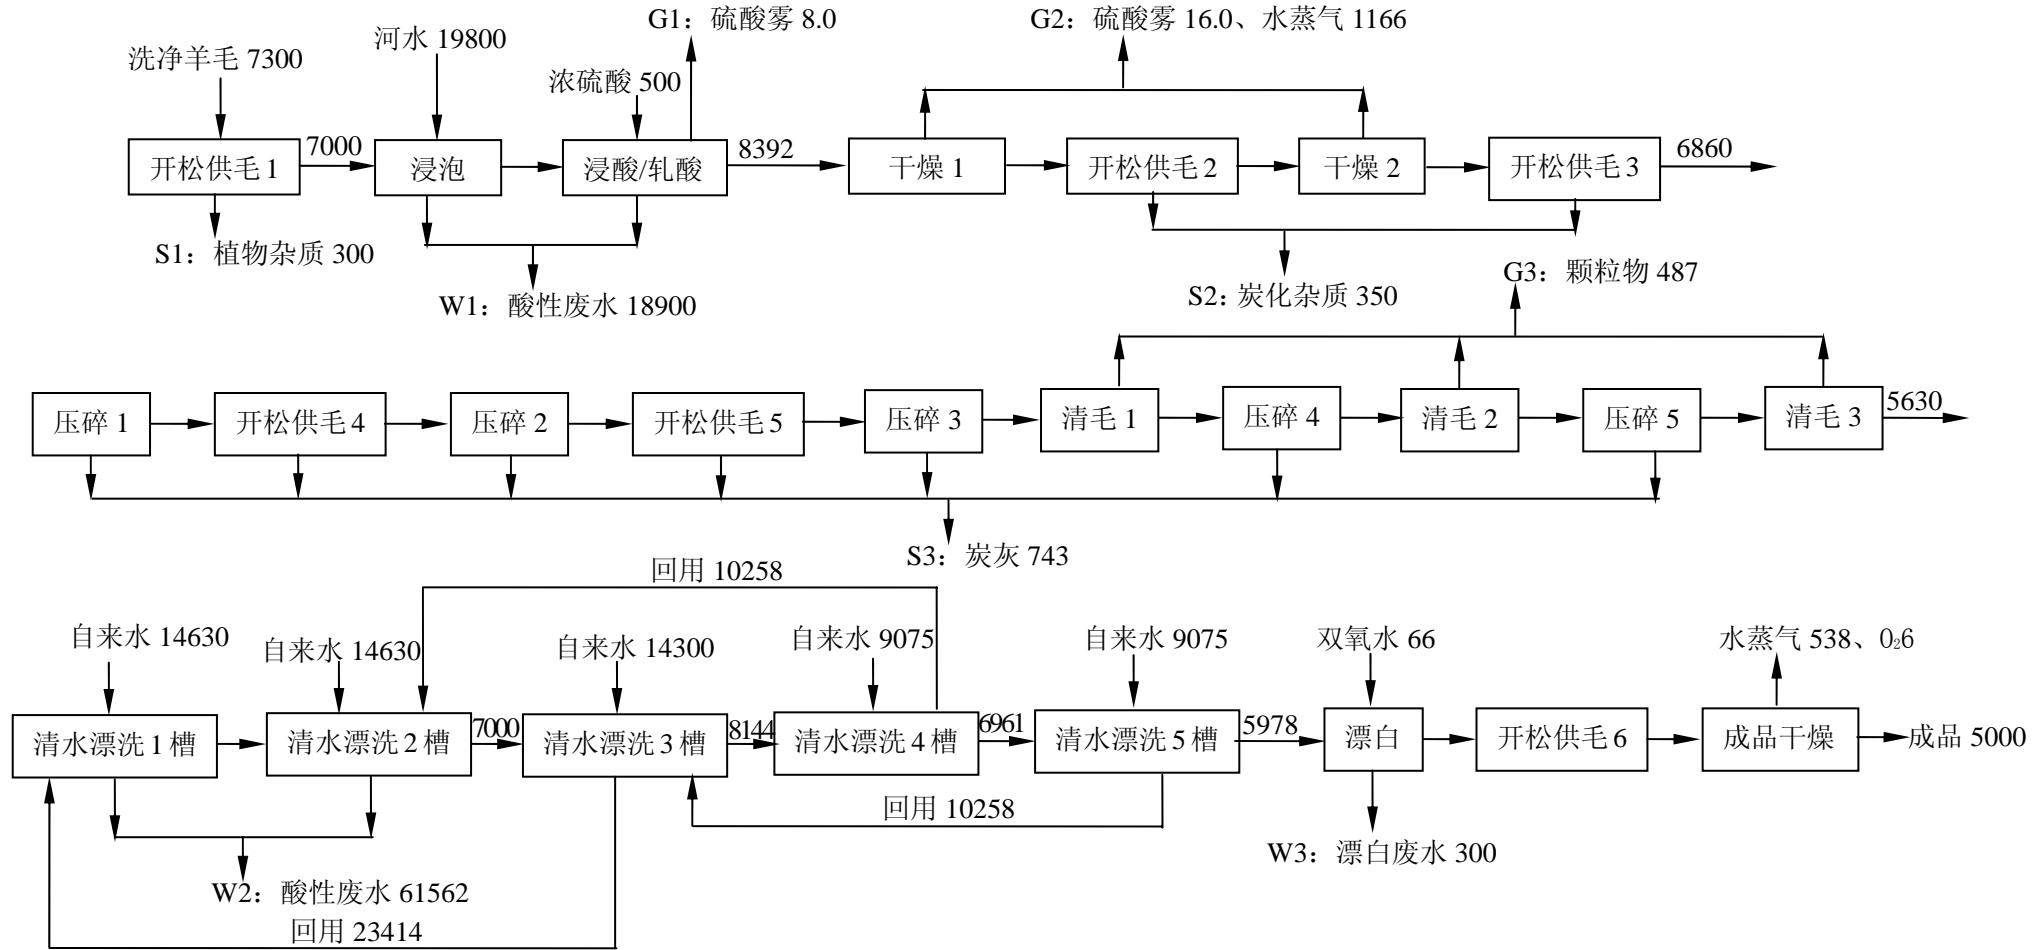 G1：硫酸雾 8.0
G2：硫酸雾 16.0、水蒸气 1166
洗净羊毛 7300
河水 19800
浓硫酸 500
开松供毛 1
7000
浸泡
浸酸/轧酸
8392
干燥 1
开松供毛 2
干燥 2
开松供毛 3
6860
S1：植物杂质 300
W1：酸性废水 18900
S2：炭化杂质 350
G3：颗粒物 487
压碎 1
开松供毛 4
压碎 2
开松供毛 5
压碎 3
清毛 1
压碎 4
清毛 2
压碎 5
清毛 3
5630
S3：炭灰 743
回用 10258
自来水 14630
自来水 14630
自来水 14300
自来水 9075
自来水 9075
双氧水 66
水蒸气 538、O₂6
清水漂洗 1 槽
清水漂洗 2 槽
7000
清水漂洗 3 槽
8144
清水漂洗 4 槽
6961
清水漂洗 5 槽
5978
漂白
开松供毛 6
成品干燥
成品 5000
回用 10258
W3：漂白废水 300
W2：酸性废水 61562
回用 23414